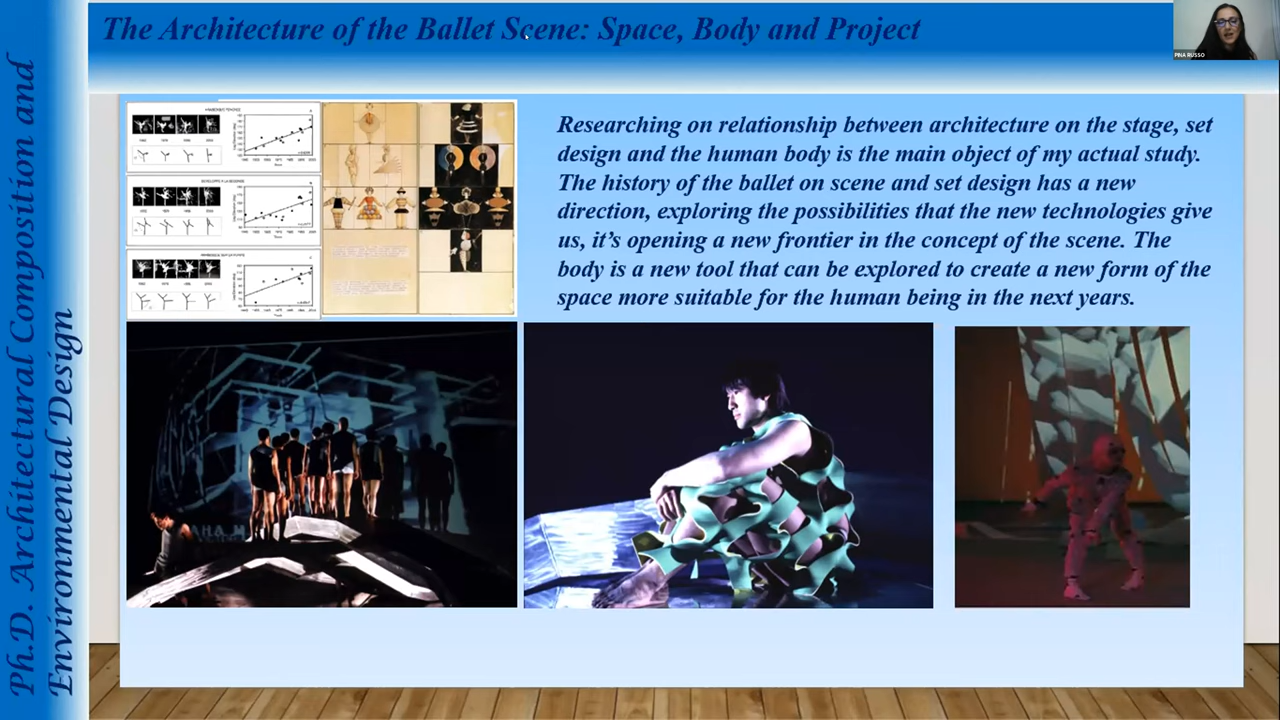 The Architecture of the Ballet Scene: Space, Body and Project
PINA RUSSO
Ph.D. Architectural Composition and
Environmental Design
Researching on relationship between architecture on the stage, set
design and the human body is the main object of my actual study.
The history of the ballet on scene and set design has a new
direction, exploring the possibilities that the new technologies give
us, it's opening a new frontier in the concept of the scene. The
body is a new tool that can be explored to create a new form of the
space more suitable for the human being in the next years.